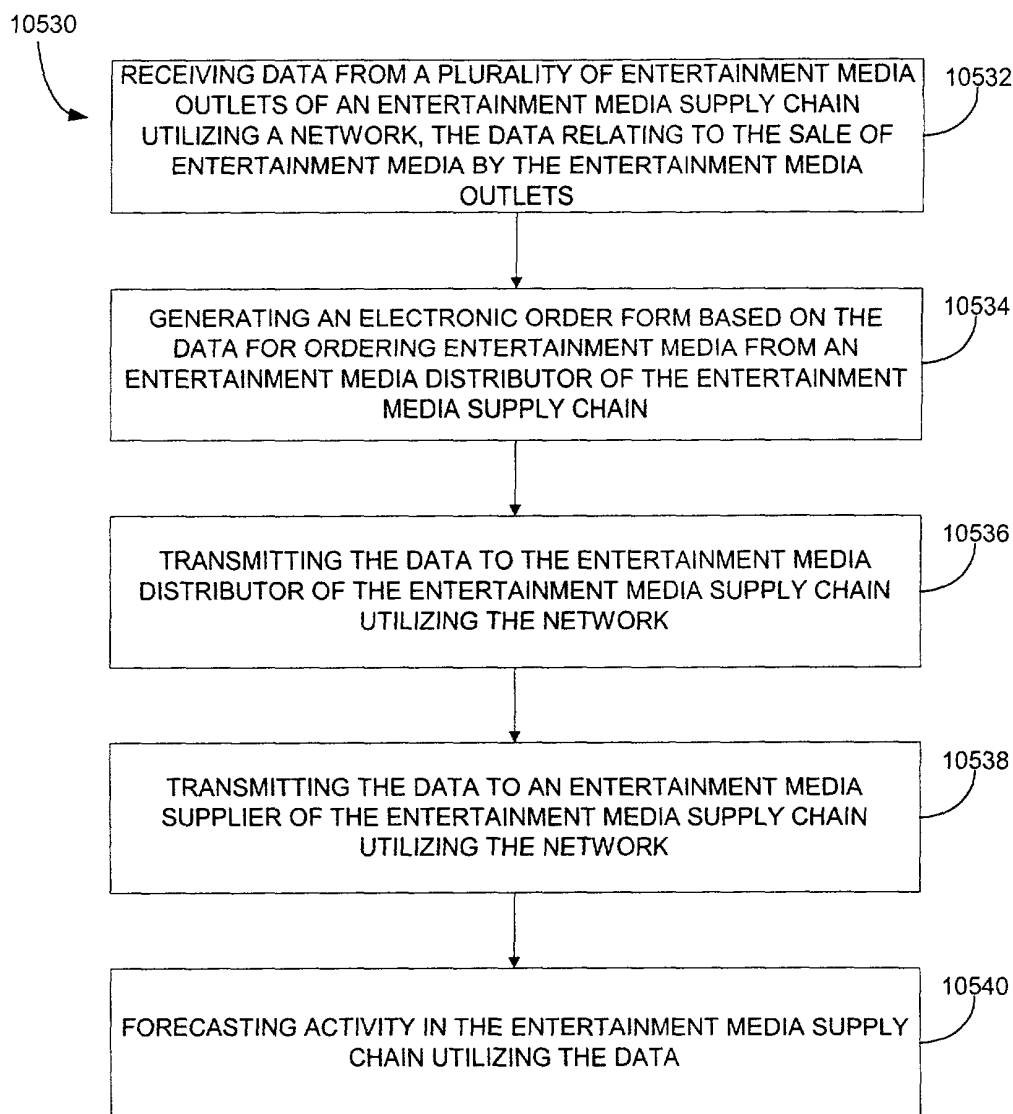 10530
RECEIVING DATA FROM A PLURALITY OF ENTERTAINMENT MEDIA
OUTLETS OF AN ENTERTAINMENT MEDIA SUPPLY CHAIN
UTILIZING A NETWORK, THE DATA RELATING TO THE SALE OF
ENTERTAINMENT MEDIA BY THE ENTERTAINMENT MEDIA
OUTLETS
10532
GENERATING AN ELECTRONIC ORDER FORM BASED ON THE
DATA FOR ORDERING ENTERTAINMENT MEDIA FROM AN
ENTERTAINMENT MEDIA DISTRIBUTOR OF THE ENTERTAINMENT
MEDIA SUPPLY CHAIN
10534
TRANSMITTING THE DATA TO THE ENTERTAINMENT MEDIA
DISTRIBUTOR OF THE ENTERTAINMENT MEDIA SUPPLY CHAIN
UTILIZING THE NETWORK
10536
TRANSMITTING THE DATA TO AN ENTERTAINMENT MEDIA
SUPPLIER OF THE ENTERTAINMENT MEDIA SUPPLY CHAIN
UTILIZING THE NETWORK
10538
FORECASTING ACTIVITY IN THE ENTERTAINMENT MEDIA SUPPLY
CHAIN UTILIZING THE DATA
10540